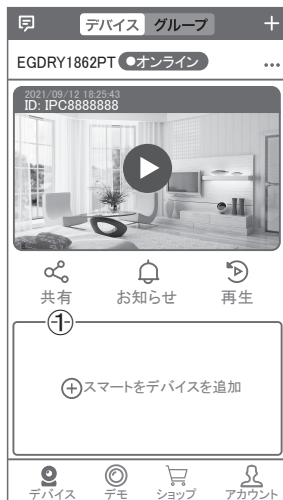 デバイス グループ
EGDRY1862PT オンライン
2021/09/12 18:25:43
ID: IPC8888888
共有 お知らせ 再生
①
スマートをデバイスを追加
デバイス デモ ショップ アカウント